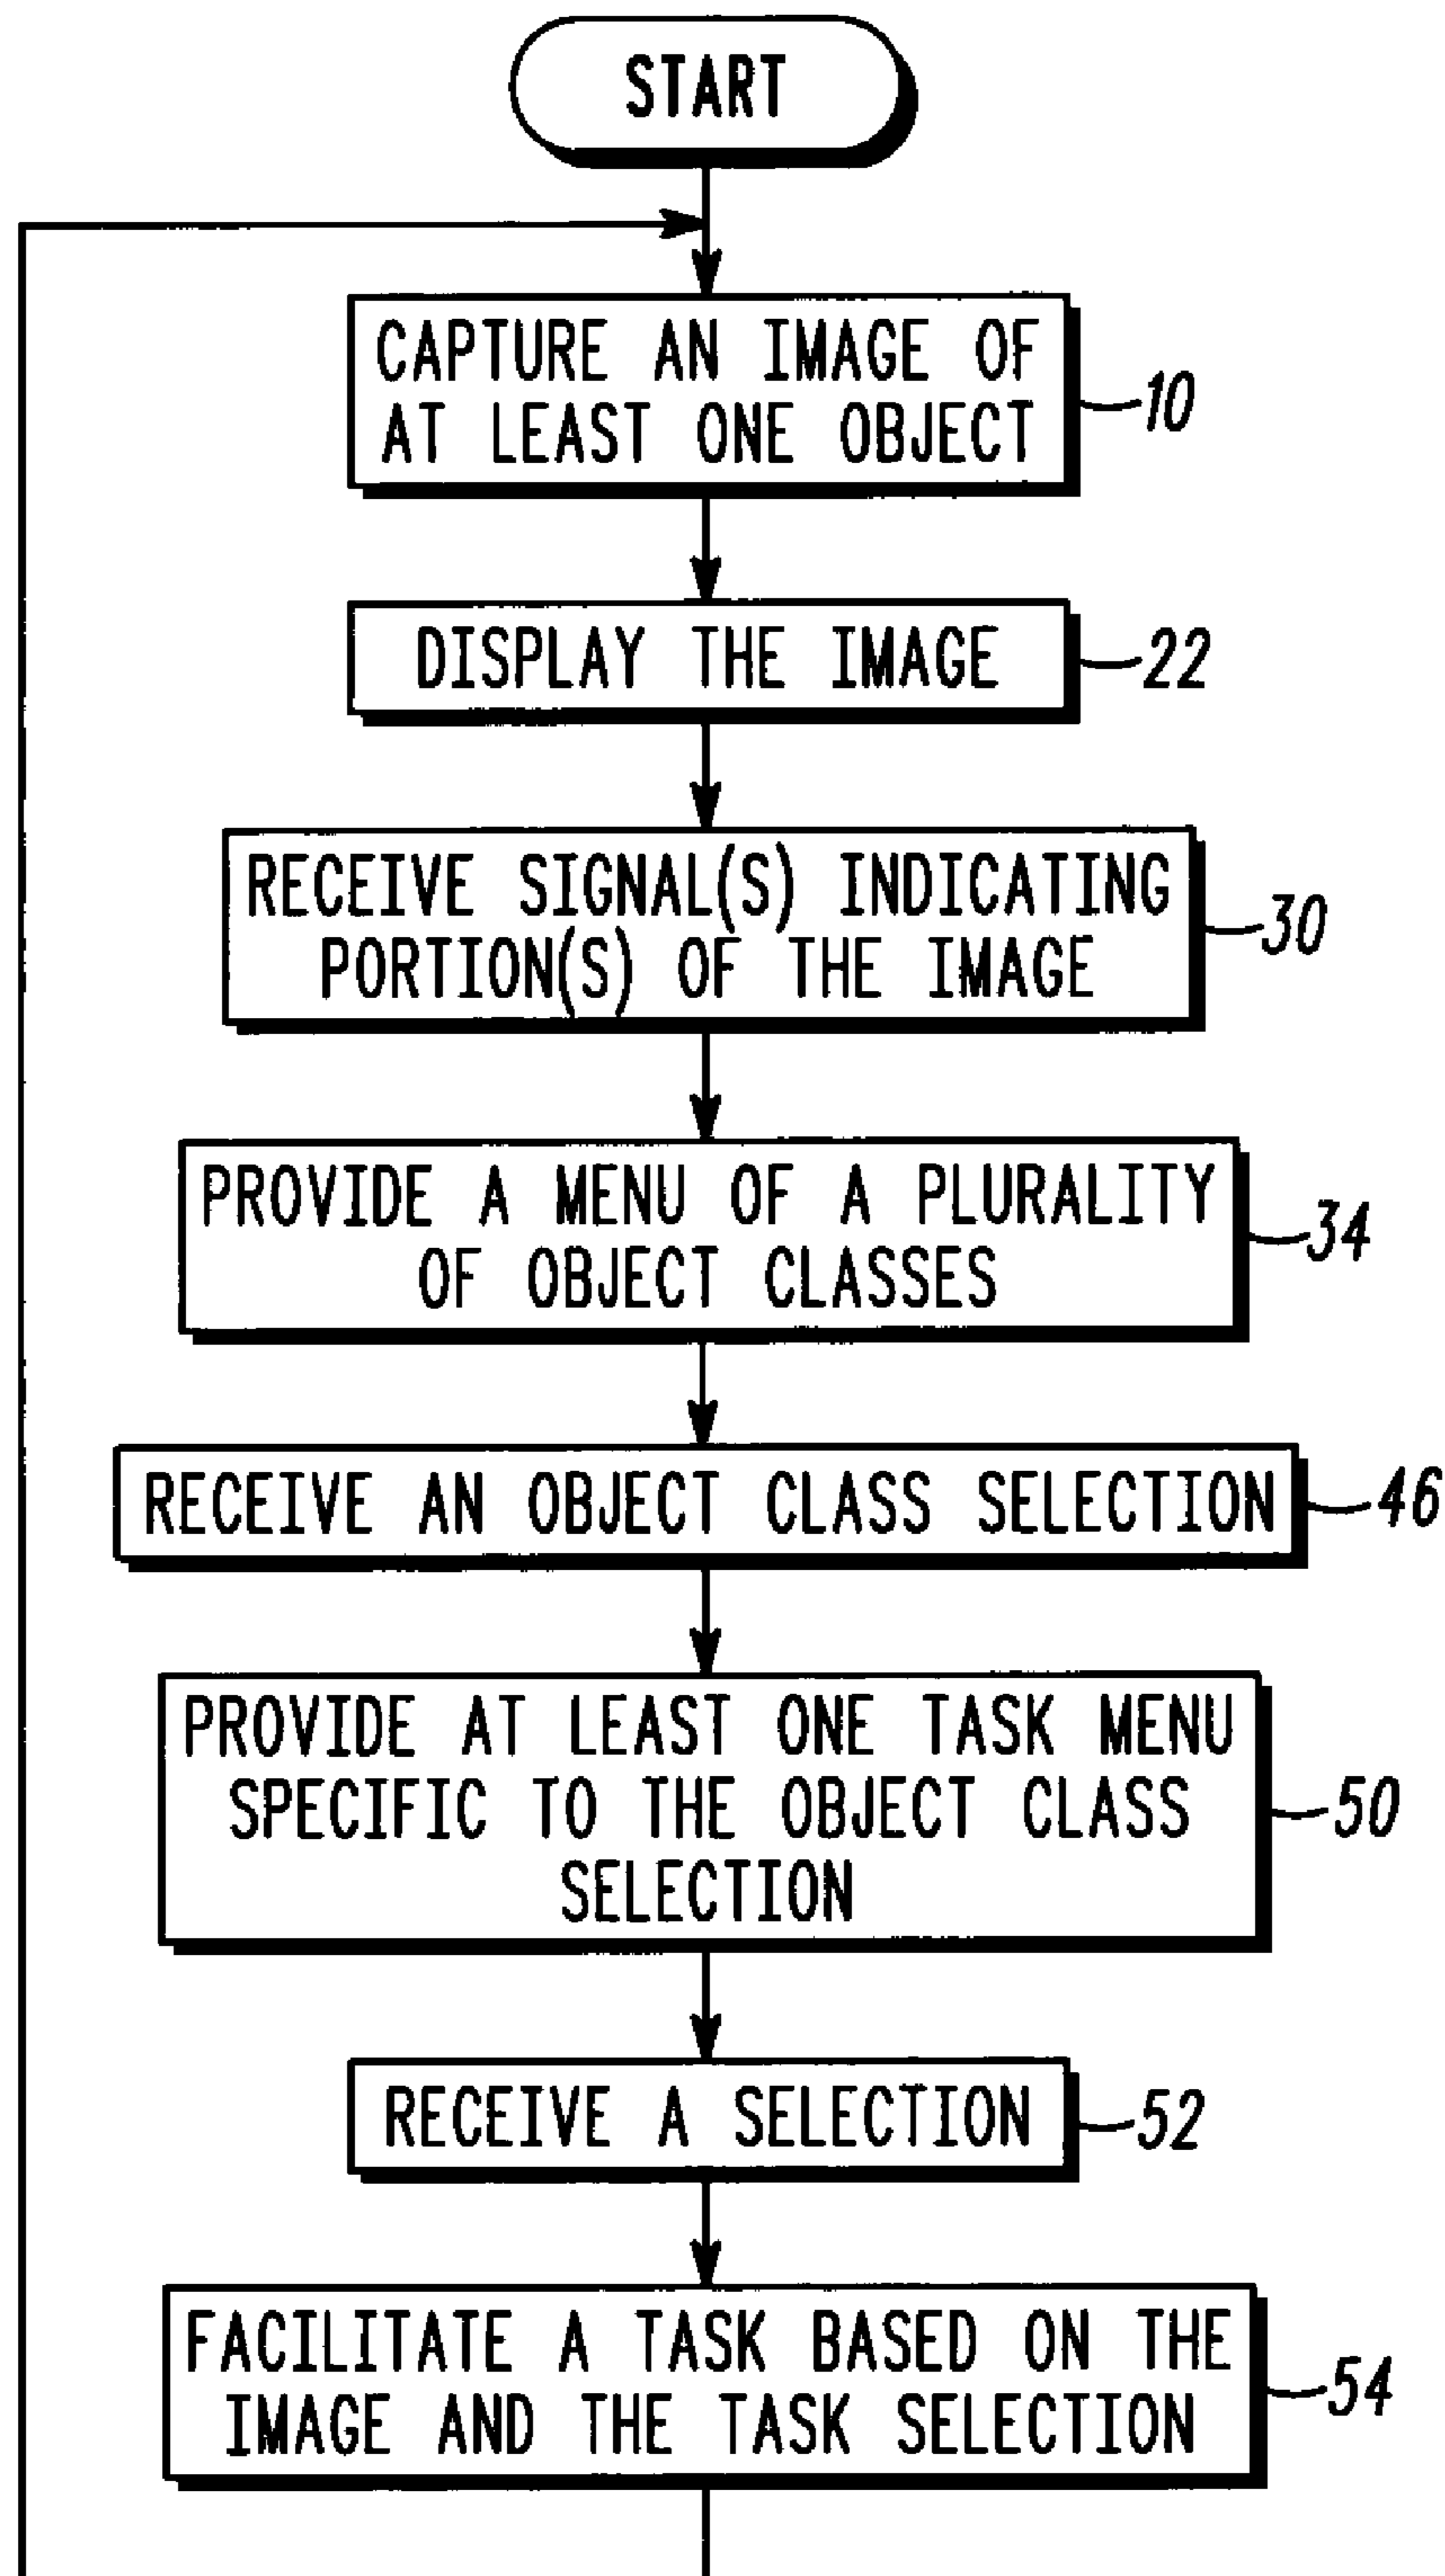 START
CAPTURE AN IMAGE OF
AT LEAST ONE OBJECT
10
DISPLAY THE IMAGE
22
RECEIVE SIGNAL(S) INDICATING
PORTION(S) OF THE IMAGE
30
PROVIDE A MENU OF A PLURALITY
OF OBJECT CLASSES
34
RECEIVE AN OBJECT CLASS SELECTION
46
PROVIDE AT LEAST ONE TASK MENU
SPECIFIC TO THE OBJECT CLASS
SELECTION
50
RECEIVE A SELECTION
52
FACILITATE A TASK BASED ON THE
IMAGE AND THE TASK SELECTION
54